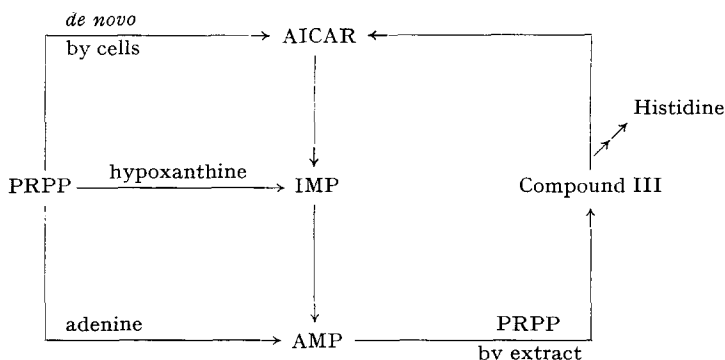 de novo
by cells
AICAR
Histidine
PRPP
hypoxanthine
IMP
Compound III
adenine
AMP
PRPP
by extract